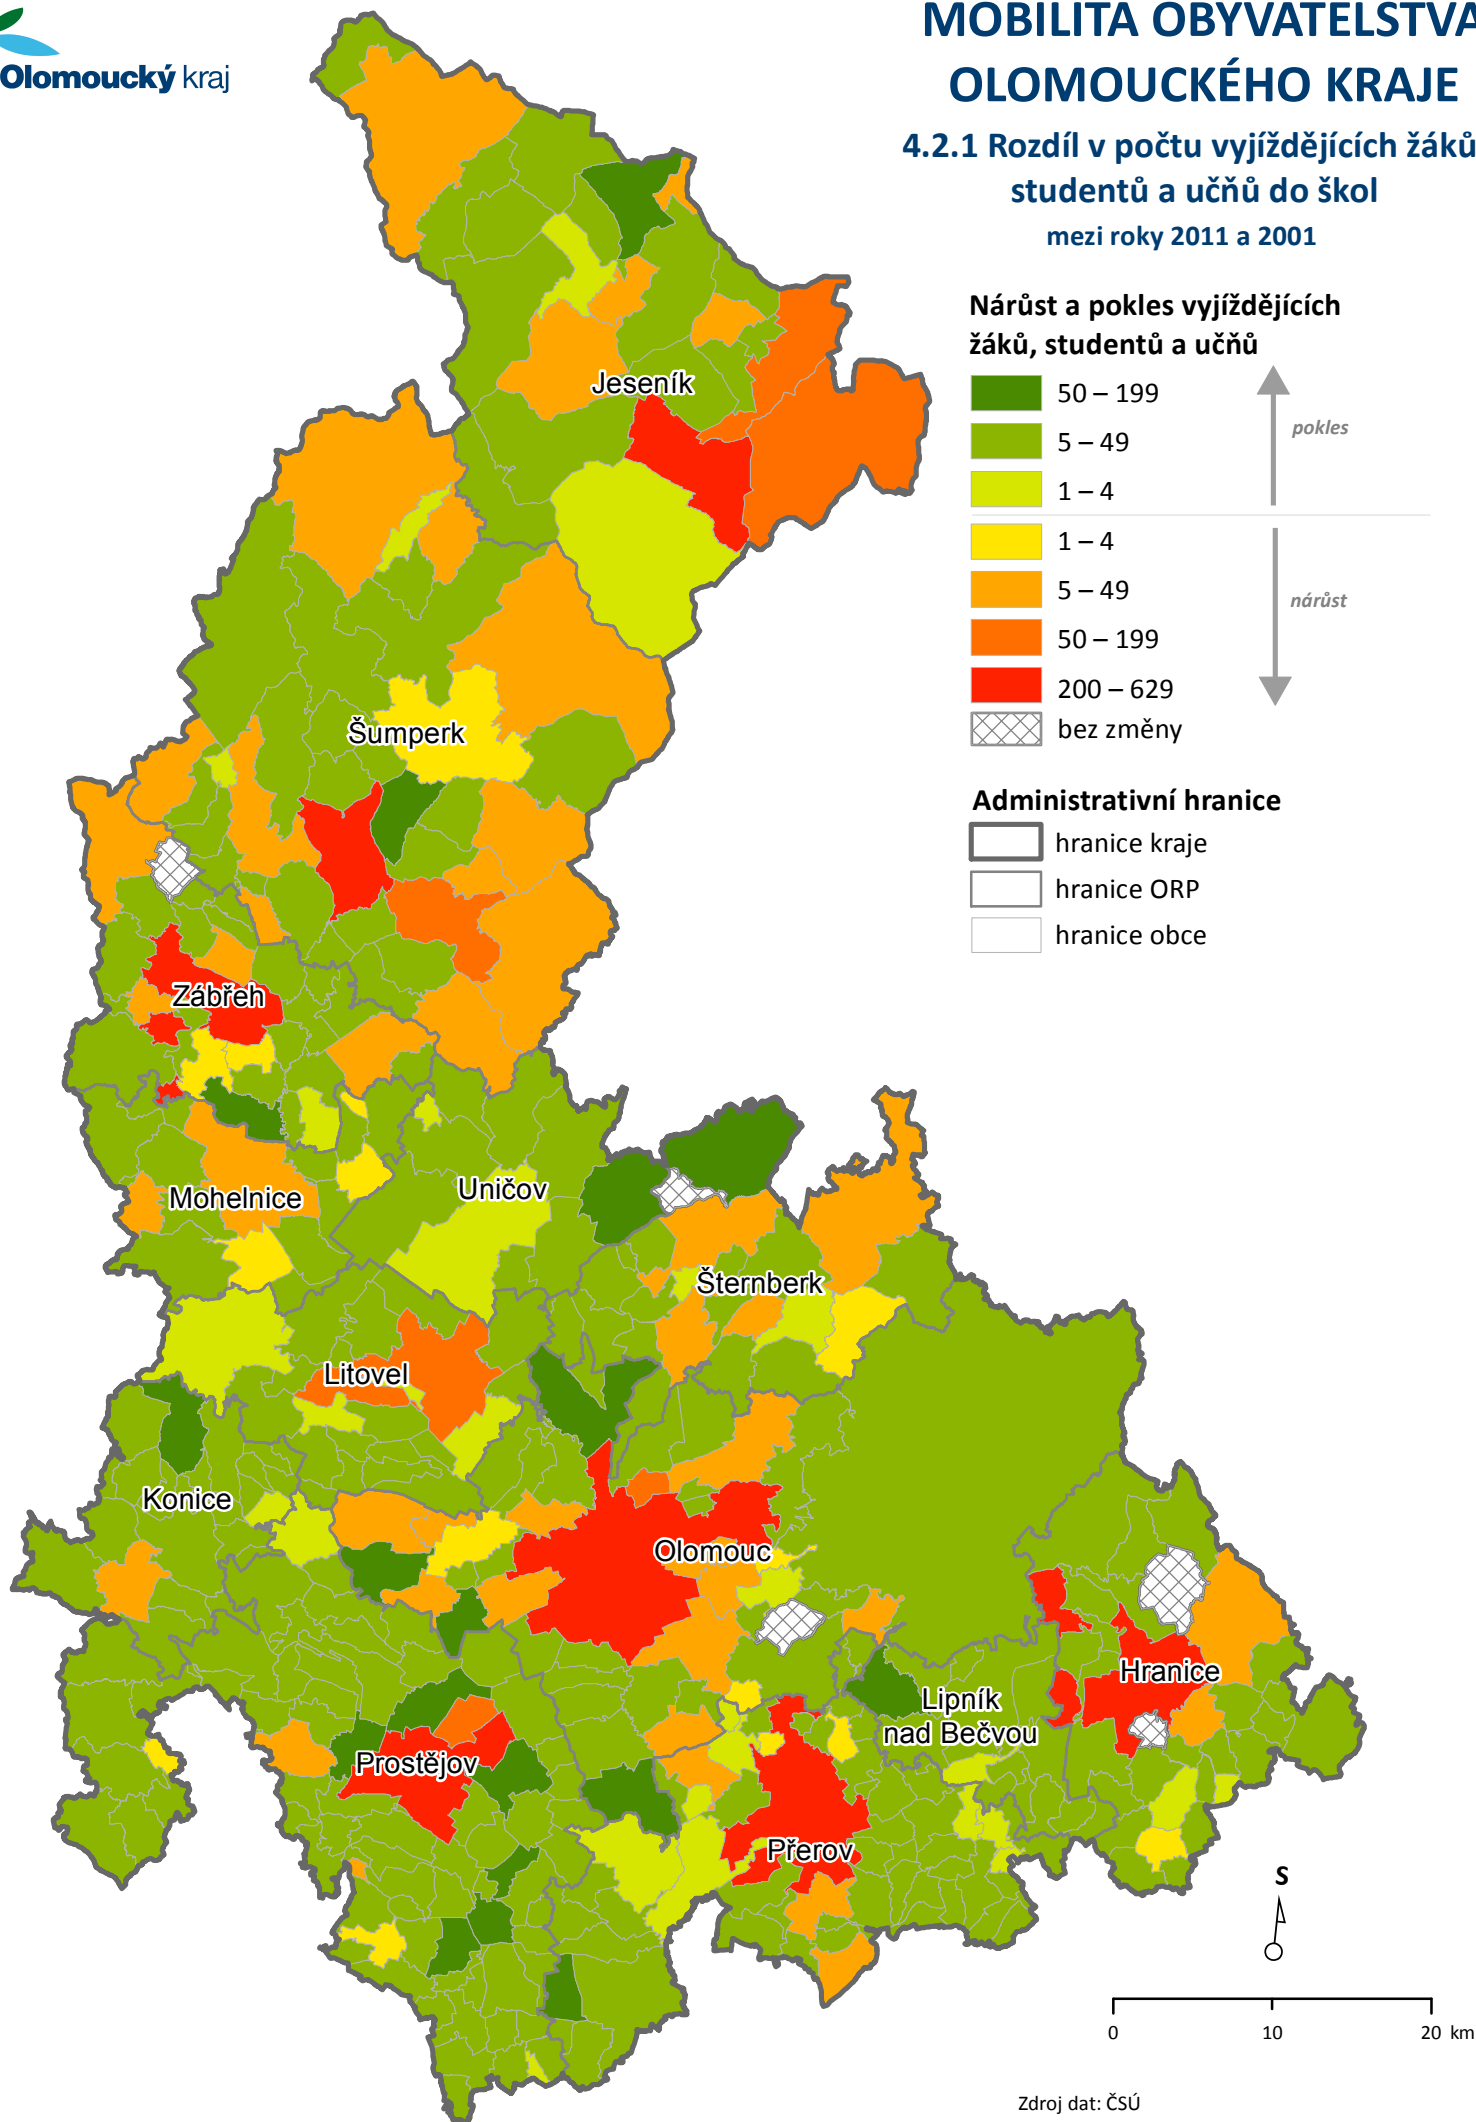 Olomoucký kraj
MOBILITA OBYVATELSTVA
OLOMOUCKÉHO KRAJE
4.2.1 Rozdíl v počtu vyjíždějících žáků
studentů a učňů do škol
mezi roky 2011 a 2001
Nárůst a pokles vyjíždějících
žáků, studentů a učňů
50 – 199
5 – 49
1 – 4
pokles
1 – 4
5 – 49
50 – 199
200 – 629
nárůst
bez změny
Administrativní hranice
hranice kraje
hranice ORP
hranice obce
Jeseník
Šumperk
Zábřeh
Mohelnice
Uničov
Šternberk
Litovel
Konice
Olomouc
Hranice
Lipník
nad Bečvou
Prostějov
Přerov
S
0 10 20 km
Zdroj dat: ČSÚ